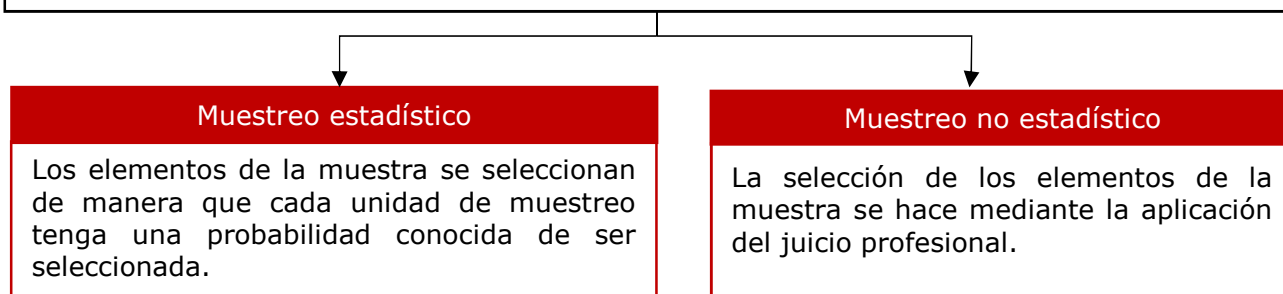 Muestreo estadístico
Los elementos de la muestra se seleccionan
de manera que cada unidad de muestreo
tenga una probabilidad conocida de ser
seleccionada.
Muestreo no estadístico
La selección de los elementos de la
muestra se hace mediante la aplicación
del juicio profesional.